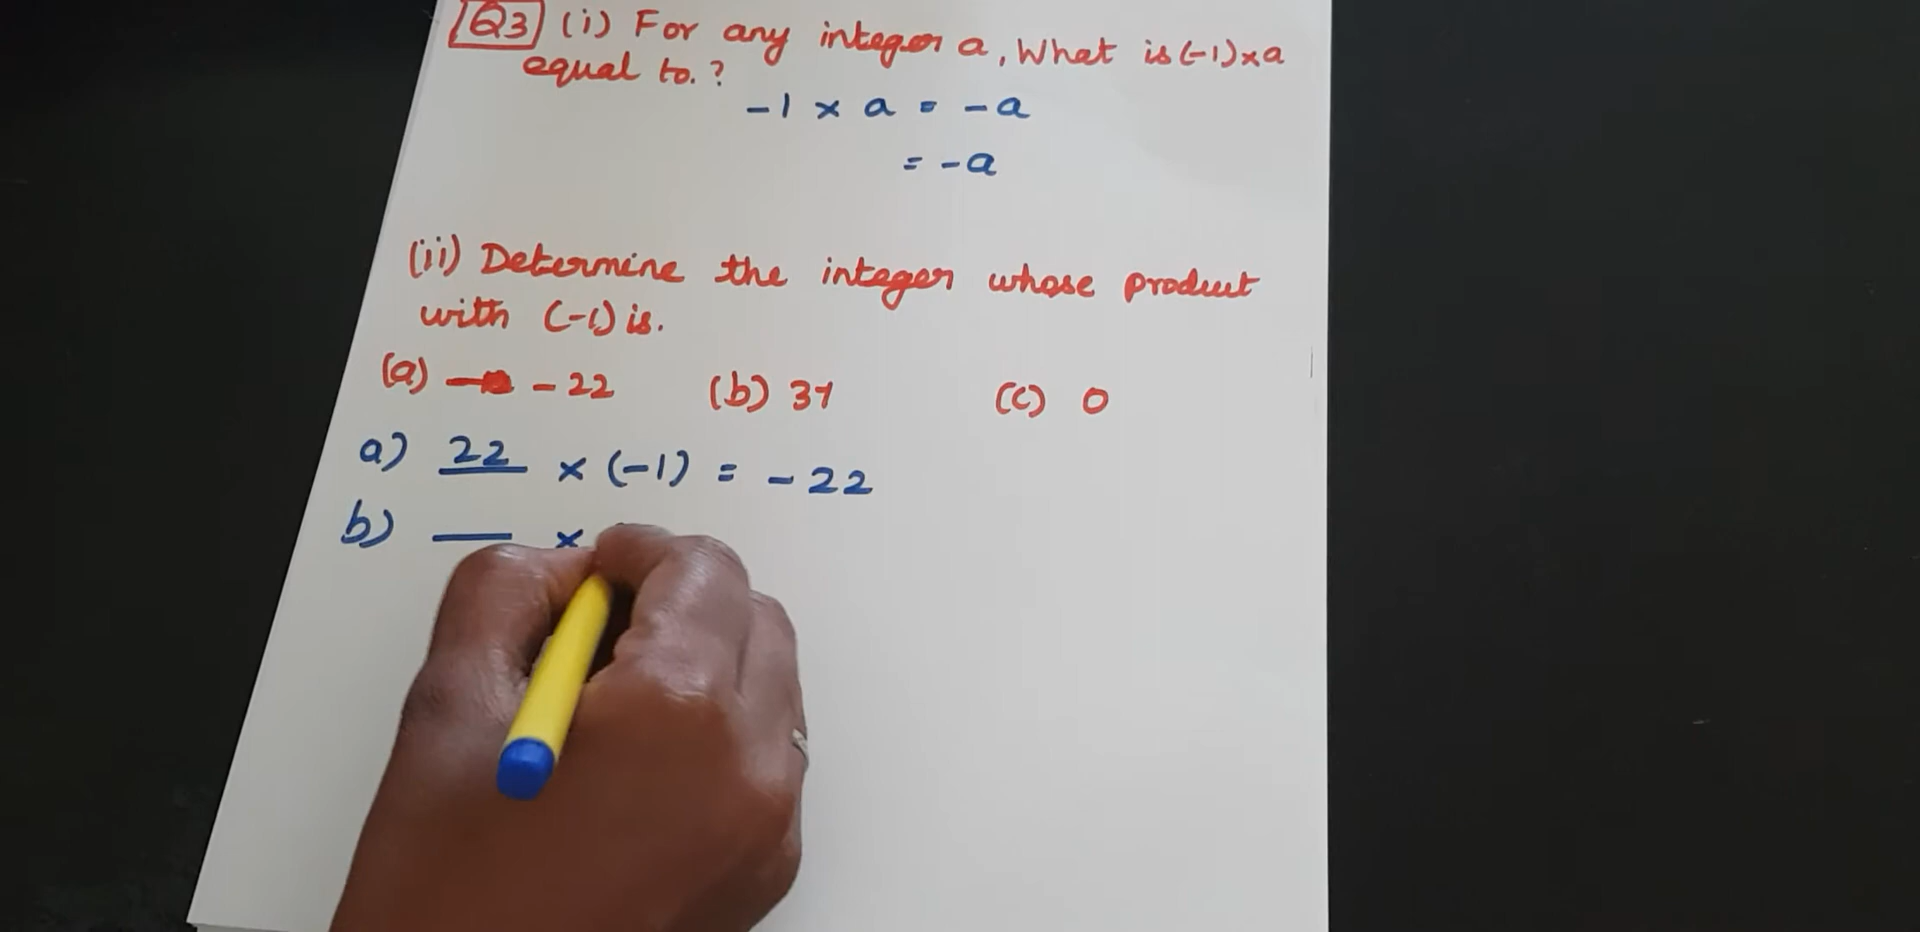 Q3 (i) For any integer a, What is (-1)×a
equal to.?
-1 × a = -a
= -a
(ii) Determine the integer whose product
with (-1) is.
(a) -22 (b) 37 (c) 0
a) 22 × (-1) = -22
b) __ ×